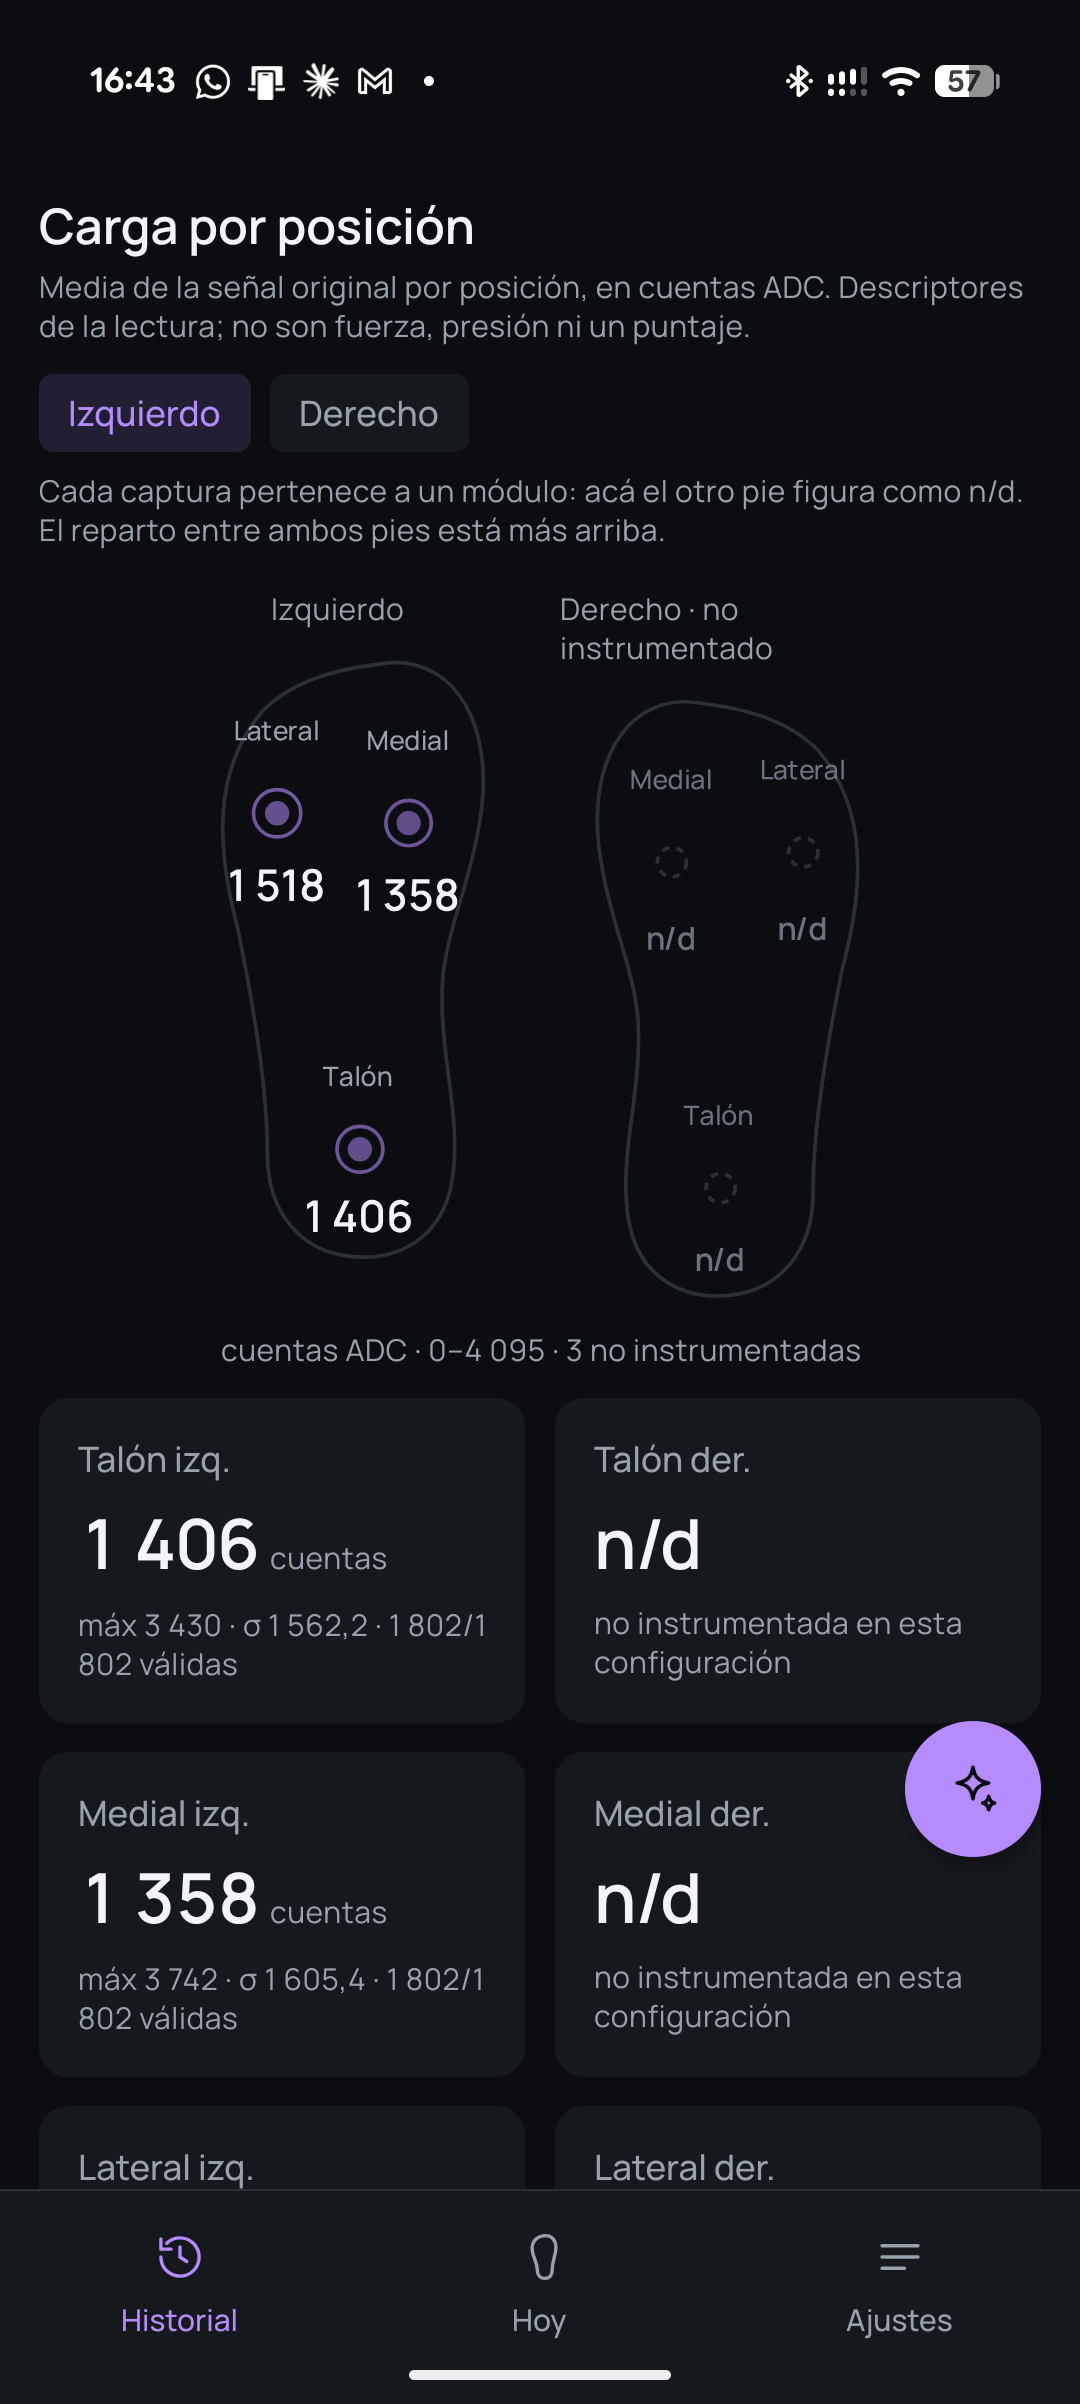 16:43
57
Carga por posición
Media de la señal original por posición, en cuentas ADC. Descriptores
de la lectura; no son fuerza, presión ni un puntaje.
Izquierdo
Derecho
Cada captura pertenece a un módulo: acá el otro pie figura como n/d.
El reparto entre ambos pies está más arriba.
Izquierdo
Derecho · no
instrumentado
Lateral
Medial
1 518
1 358
Talón
1 406
Medial
Lateral
n/d
n/d
Talón
n/d
cuentas ADC · 0–4 095 · 3 no instrumentadas
Talón izq.
1 406 cuentas
máx 3 430 · σ 1 562,2 · 1 802/1
802 válidas
Talón der.
n/d
no instrumentada en esta
configuración
Medial izq.
1 358 cuentas
máx 3 742 · σ 1 605,4 · 1 802/1
802 válidas
Medial der.
n/d
no instrumentada en esta
configuración
Lateral izq.
Lateral der.
Historial
Hoy
Ajustes